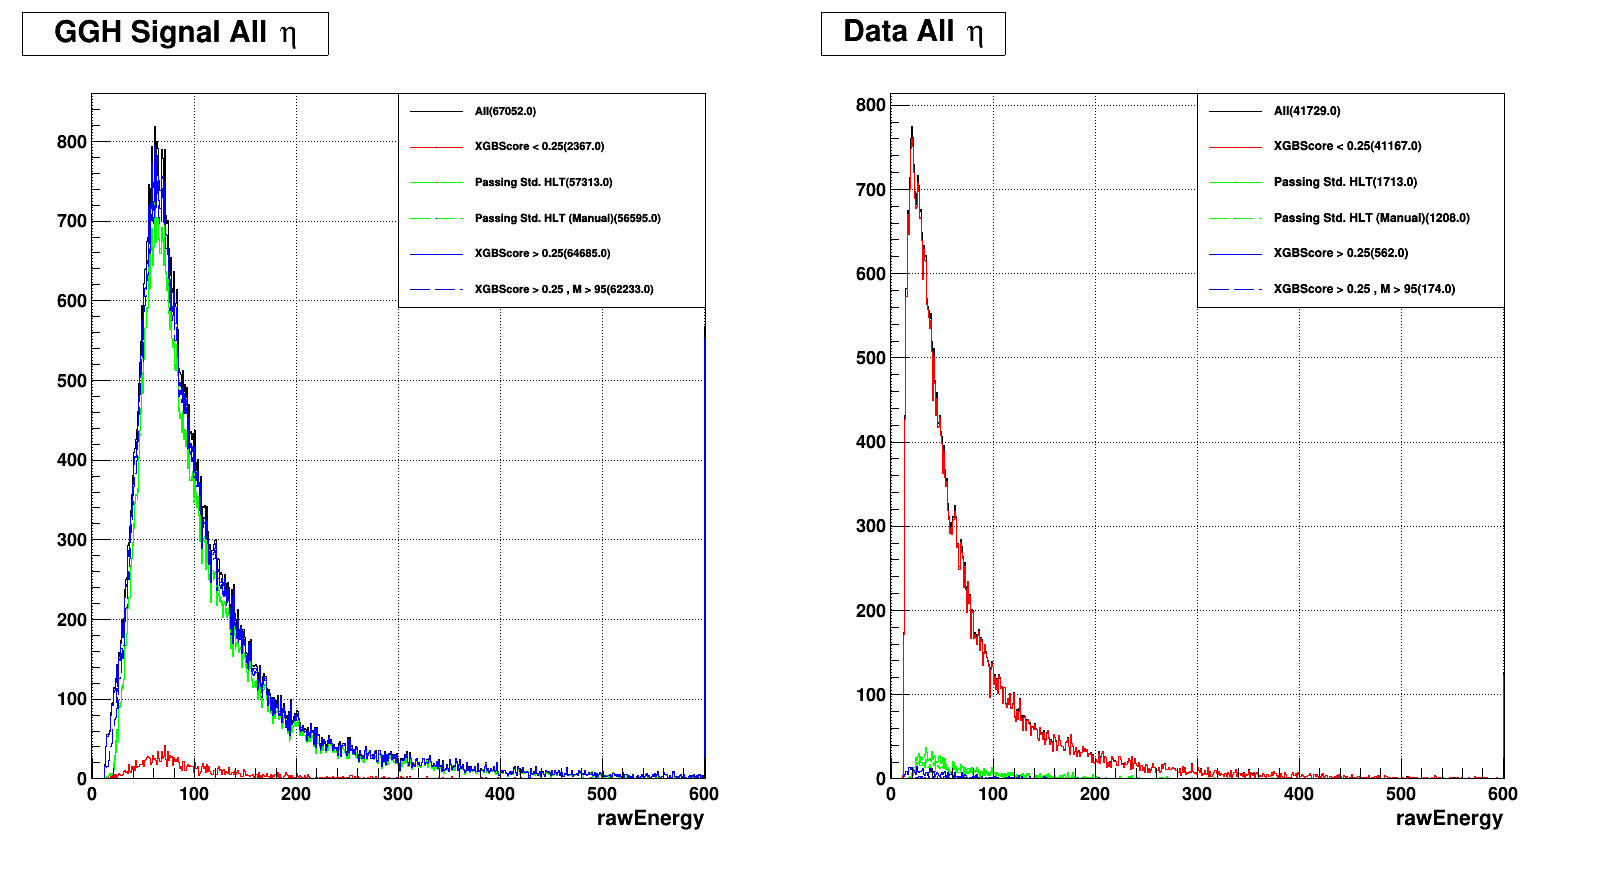 GGH Signal All η
Data All η
All(67052.0)
XGBScore < 0.25(2367.0)
Passing Std. HLT(57313.0)
Passing Std. HLT (Manual)(56595.0)
XGBScore > 0.25(64685.0)
XGBScore > 0.25 , M > 95(62233.0)
800
700
600
500
400
300
200
100
0
0 100 200 300 400 500 600
rawEnergy
All(41729.0)
XGBScore < 0.25(41167.0)
Passing Std. HLT(1713.0)
Passing Std. HLT (Manual)(1208.0)
XGBScore > 0.25(562.0)
XGBScore > 0.25 , M > 95(174.0)
800
700
600
500
400
300
200
100
0
0 100 200 300 400 500 600
rawEnergy